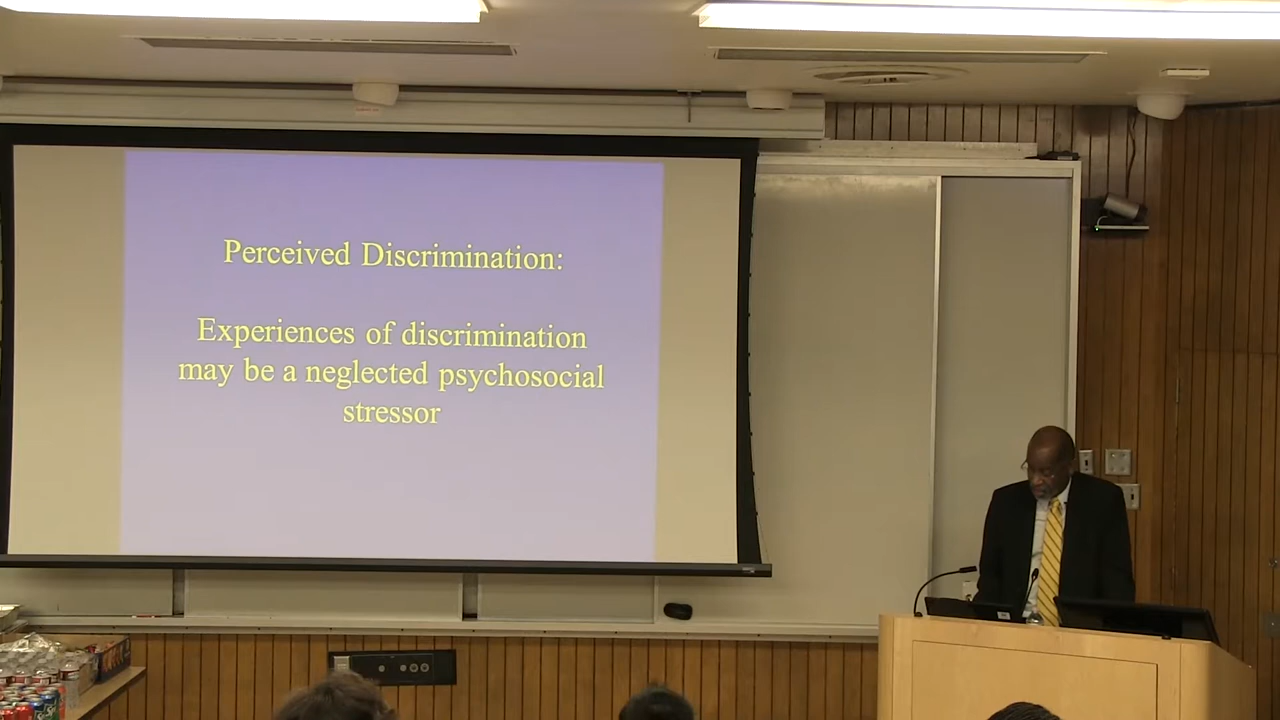 Perceived Discrimination:
Experiences of discrimination
may be a neglected psychosocial
stressor